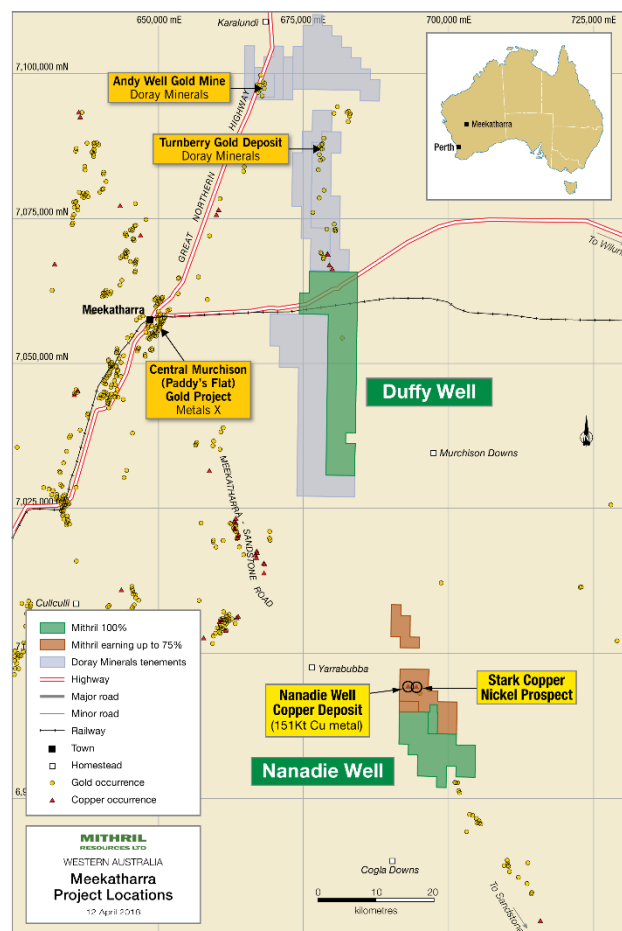 650,000 mE
Karalundi
675,000 mE
700,000 mE
725,000 mE
7,100,000 mN
Andy Well Gold Mine
Doray Minerals
Turnberry Gold Deposit
Doray Minerals
GREAT NORTHERN HIGHWAY
Meekatharra
Perth
7,075,000 mN
To Wilun
Meekatharra
7,050,000 mN
Central Murchison
(Paddy's Flat)
Gold Project
Metals X
Duffy Well
Murchison Downs
7,025,000 mN
MEEKATHARRA - SANDSTONE ROAD
Culculli
7
Yarrabubba
Nanadie Well
Copper Deposit
(151Kt Cu metal)
Stark Copper
Nickel Prospect
Nanadie Well
6,9
Cogla Downs
To Sandstone
0 10 20
kilometres
Mithril 100%
Mithril earning up to 75%
Doray Minerals tenements
Highway
Major road
Minor road
Railway
Town
Homestead
Gold occurrence
Copper occurrence
MITHRIL
RESOURCES LTD
WESTERN AUSTRALIA
Meekatharra
Project Locations
12 April 2018